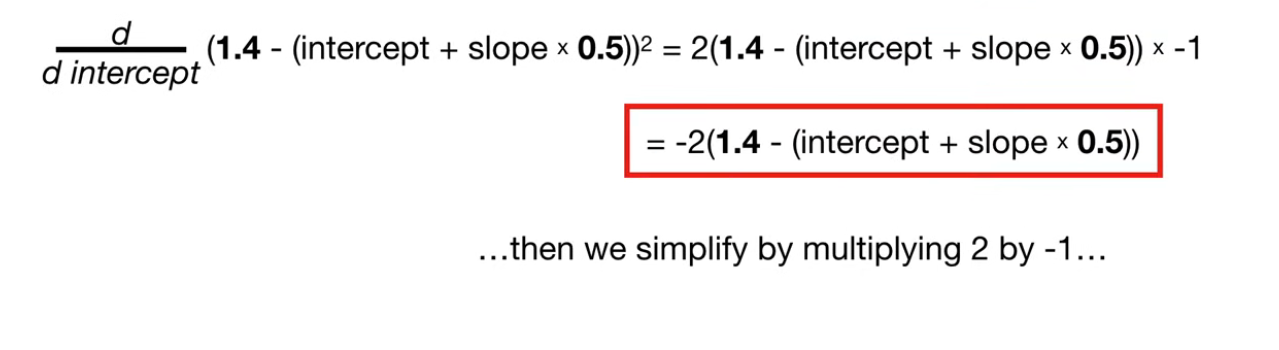 d
d intercept
(1.4 - (intercept + slope × 0.5))² = 2(1.4 - (intercept + slope × 0.5)) × -1
= -2(1.4 - (intercept + slope × 0.5))
…then we simplify by multiplying 2 by -1…